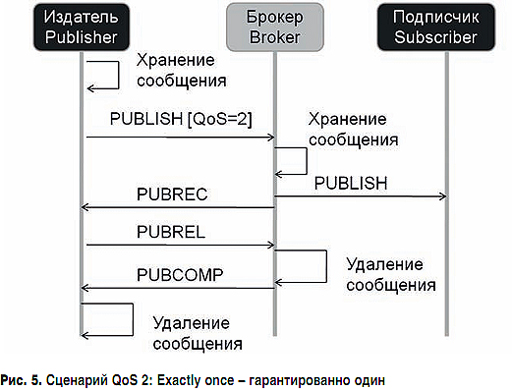 Издатель
Publisher
Брокер
Broker
Подписчик
Subscriber
Хранение
сообщения
PUBLISH [QoS=2]
Хранение
сообщения
PUBLISH
PUBREC
PUBREL
Удаление
сообщения
PUBCOMP
Удаление
сообщения
Рис. 5. Сценарий QoS 2: Exactly once – гарантированно один